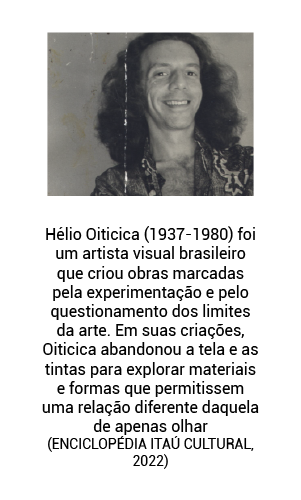 Hélio Oiticica (1937-1980) foi
um artista visual brasileiro
que criou obras marcadas
pela experimentação e pelo
questionamento dos limites
da arte. Em suas criações,
Oiticica abandonou a tela e as
tintas para explorar materiais
e formas que permitissem
uma relação diferente daquela
de apenas olhar
(ENCICLOPÉDIA ITAÚ CULTURAL,
2022)